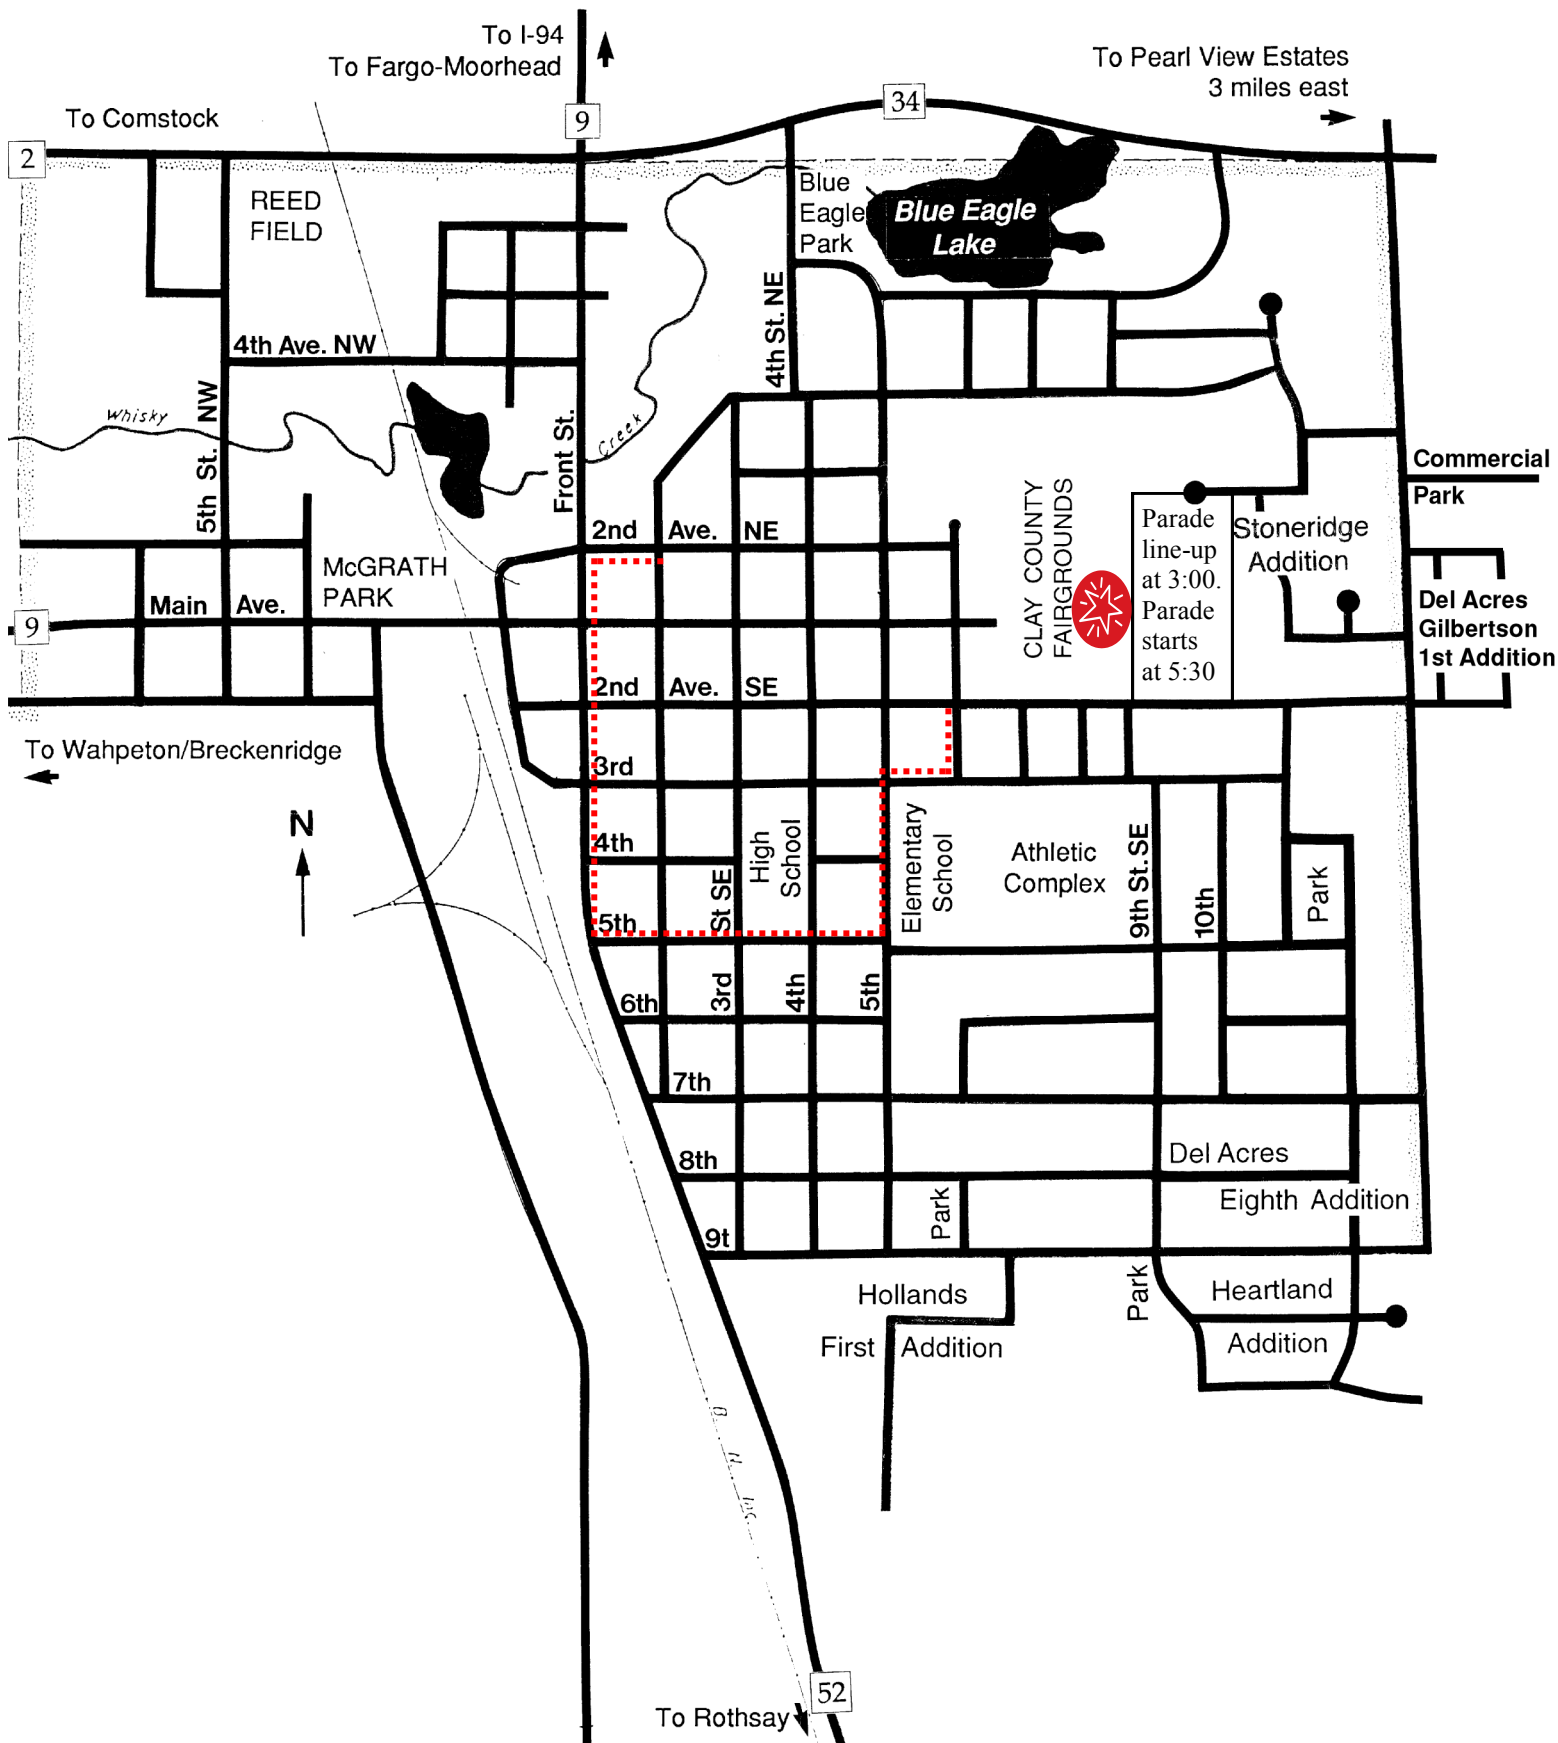 To I-94
To Fargo-Moorhead
To Pearl View Estates
3 miles east
34
9
To Comstock
2
REED
FIELD
Blue
Eagle
Park
Blue Eagle
Lake
4th St. NE
4th Ave. NW
5th St. NW
Whisky
Creek
Front St.
Commercial
Park
2nd Ave. NE
CLAY COUNTY
FAIRGROUNDS
Parade
line-up
at 3:00.
Parade
starts
at 5:30
Stoneridge
Addition
McGRATH
PARK
Main Ave.
9
Del Acres
Gilbertson
1st Addition
2nd Ave. SE
To Wahpeton/Breckenridge
3rd
N
4th
High
School
Elementary
School
Athletic
Complex
9th St. SE
10th
Park
St SE
5th
6th
3rd
4th
5th
7th
8th
Del Acres
Eighth Addition
Park
9t
Hollands
First Addition
Park
Heartland
Addition
B N
52
To Rothsay